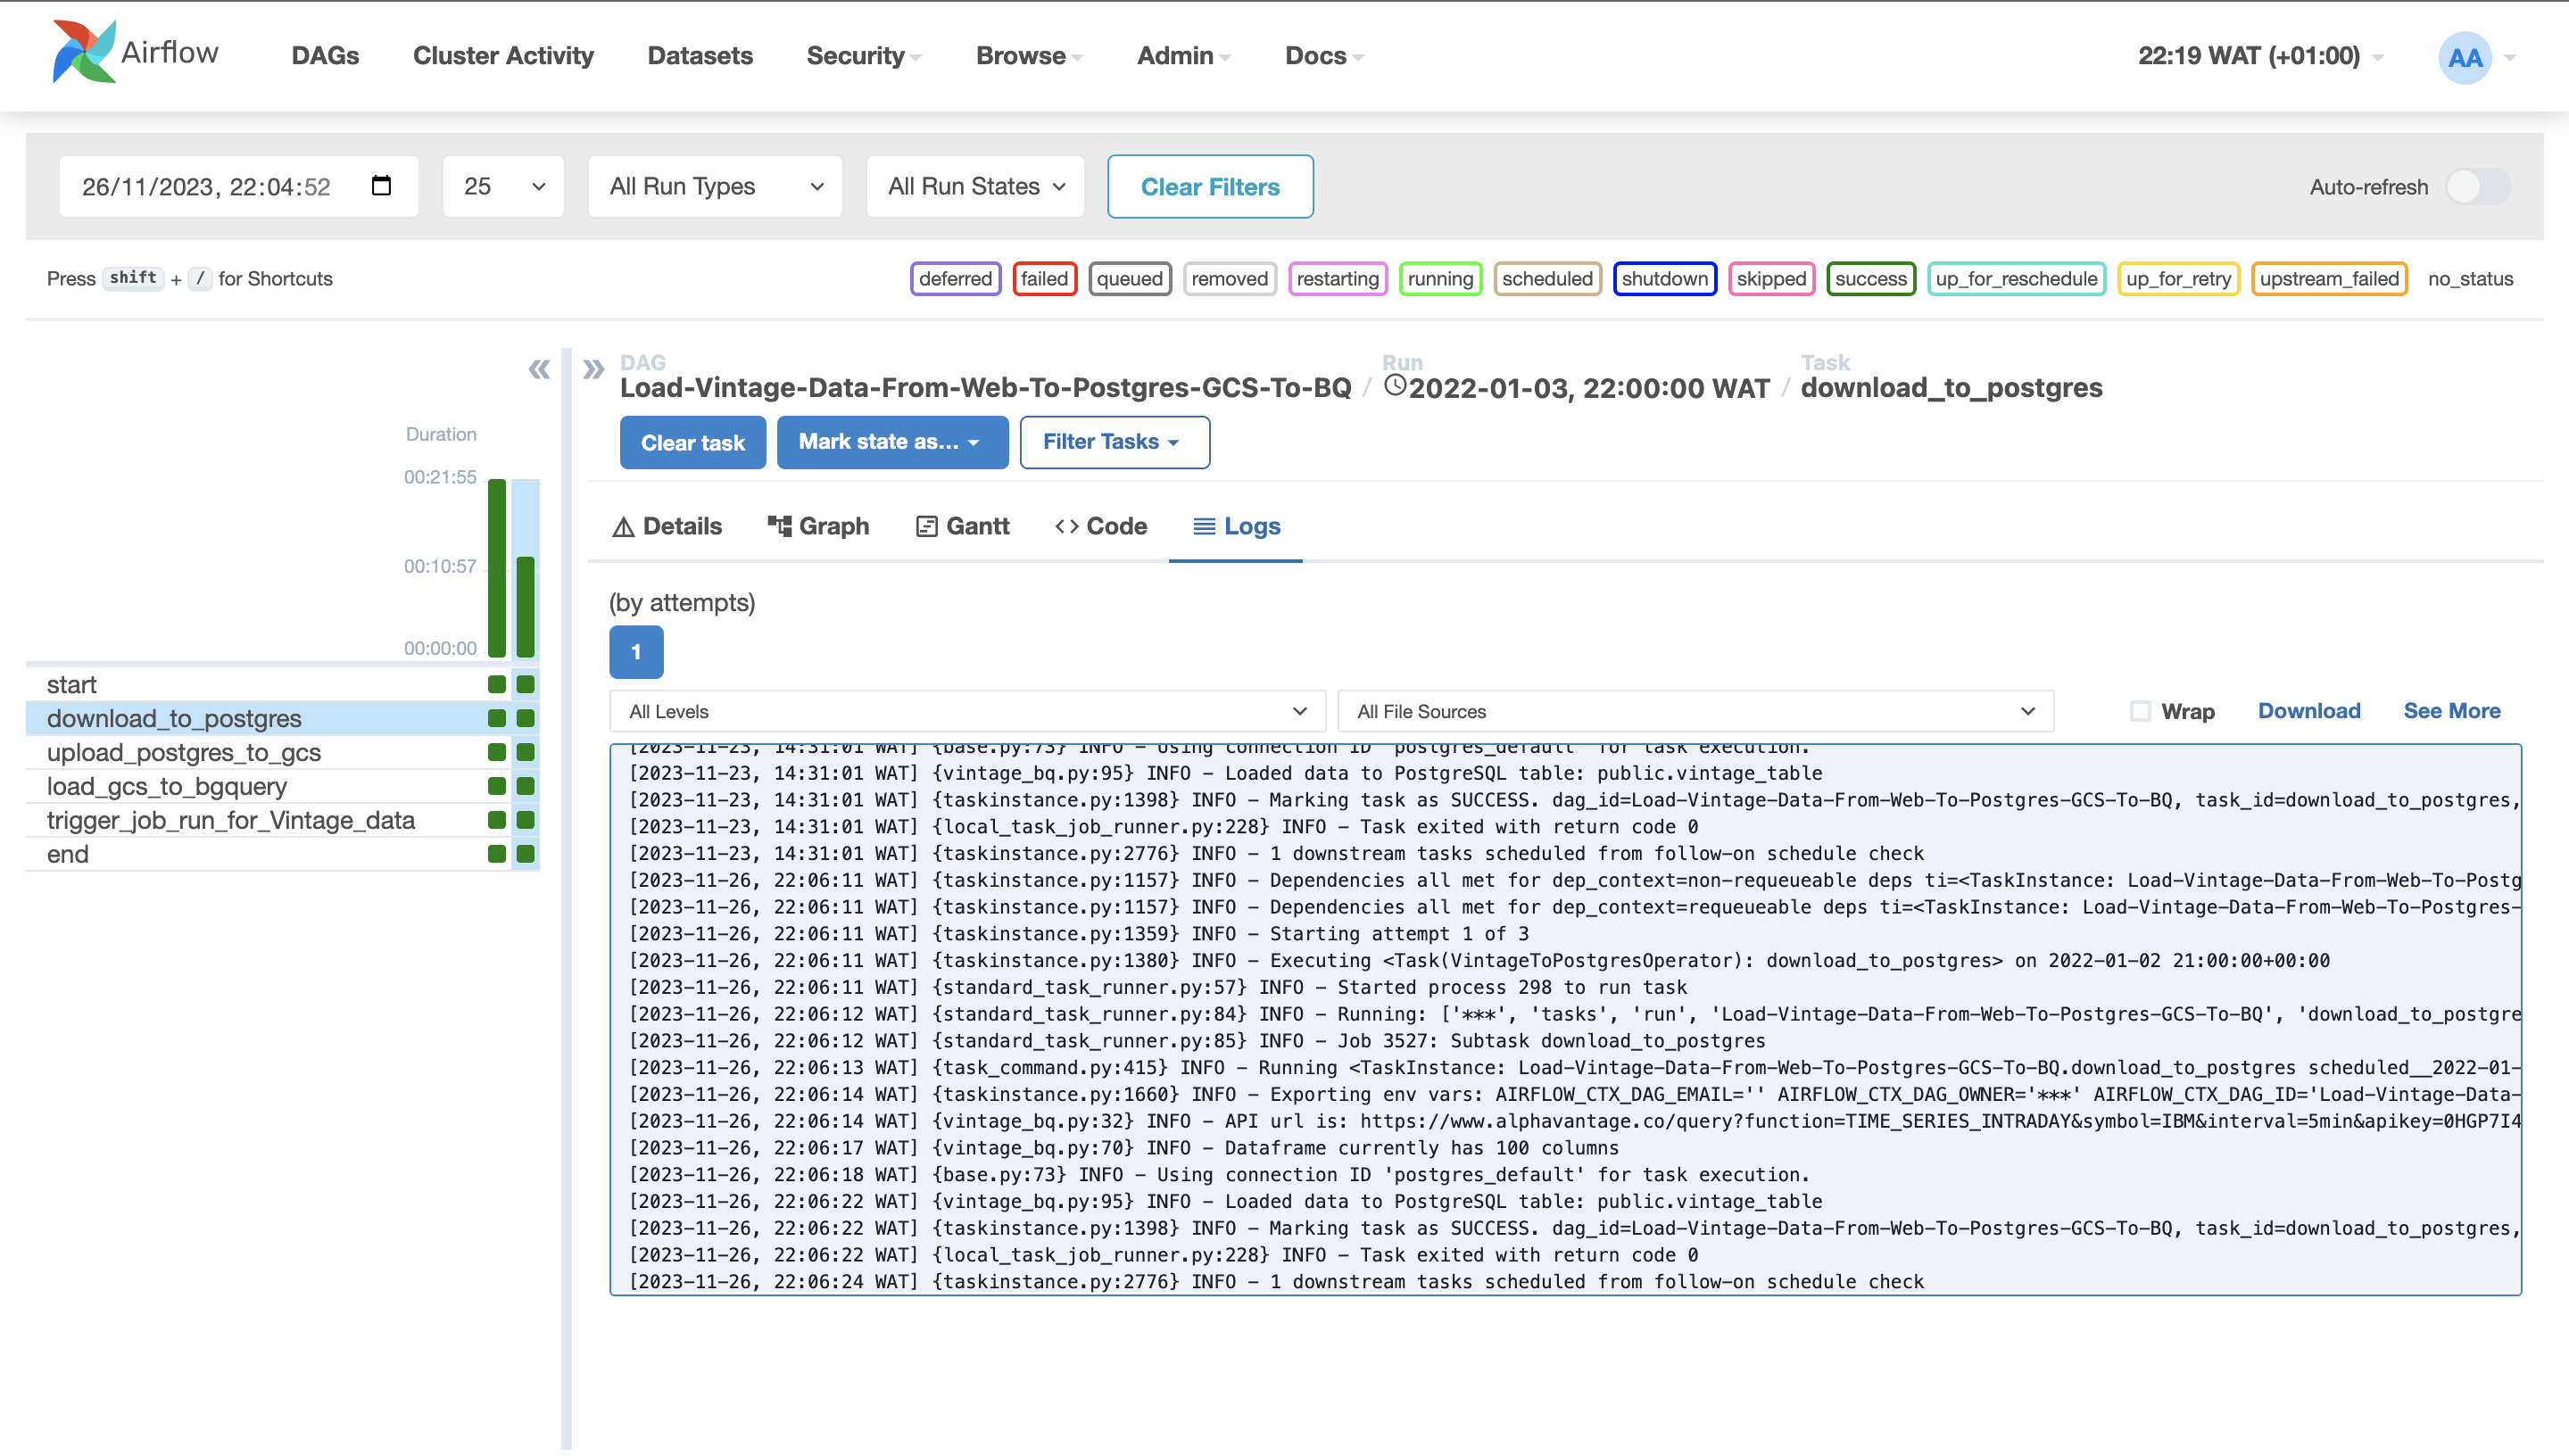 Airflow DAGs Cluster Activity Datasets Security Browse Admin Docs 22:19 WAT (+01:00) AA
26/11/2023, 22:04:52 25 All Run Types All Run States Clear Filters Auto-refresh
Press shift + / for Shortcuts deferred failed queued removed restarting running scheduled shutdown skipped success up_for_reschedule up_for_retry upstream_failed no_status
Duration
00:21:55
00:10:57
00:00:00
start
download_to_postgres
upload_postgres_to_gcs
load_gcs_to_bgquery
trigger_job_run_for_Vintage_data
end
DAG Run Task
Load-Vintage-Data-From-Web-To-Postgres-GCS-To-BQ / 2022-01-03, 22:00:00 WAT / download_to_postgres
Clear task Mark state as... Filter Tasks
Details Graph Gantt Code Logs
(by attempts)
1
All Levels All File Sources Wrap Download See More
[2023-11-23, 14:31:01 WAT] {base.py:73} INFO - Using connection ID 'postgres_default' for task execution.
[2023-11-23, 14:31:01 WAT] {vintage_bq.py:95} INFO - Loaded data to PostgreSQL table: public.vintage_table
[2023-11-23, 14:31:01 WAT] {taskinstance.py:1398} INFO - Marking task as SUCCESS. dag_id=Load-Vintage-Data-From-Web-To-Postgres-GCS-To-BQ, task_id=download_to_postgres,
[2023-11-23, 14:31:01 WAT] {local_task_job_runner.py:228} INFO - Task exited with return code 0
[2023-11-23, 14:31:01 WAT] {taskinstance.py:2776} INFO - 1 downstream tasks scheduled from follow-on schedule check
[2023-11-26, 22:06:11 WAT] {taskinstance.py:1157} INFO - Dependencies all met for dep_context=non-requeueable deps ti=<TaskInstance: Load-Vintage-Data-From-Web-To-Postg
[2023-11-26, 22:06:11 WAT] {taskinstance.py:1157} INFO - Dependencies all met for dep_context=requeueable deps ti=<TaskInstance: Load-Vintage-Data-From-Web-To-Postgres-
[2023-11-26, 22:06:11 WAT] {taskinstance.py:1359} INFO - Starting attempt 1 of 3
[2023-11-26, 22:06:11 WAT] {taskinstance.py:1380} INFO - Executing <Task(VintageToPostgresOperator): download_to_postgres> on 2022-01-02 21:00:00+00:00
[2023-11-26, 22:06:11 WAT] {standard_task_runner.py:57} INFO - Started process 298 to run task
[2023-11-26, 22:06:12 WAT] {standard_task_runner.py:84} INFO - Running: ['***', 'tasks', 'run', 'Load-Vintage-Data-From-Web-To-Postgres-GCS-To-BQ', 'download_to_postgre
[2023-11-26, 22:06:12 WAT] {standard_task_runner.py:85} INFO - Job 3527: Subtask download_to_postgres
[2023-11-26, 22:06:13 WAT] {task_command.py:415} INFO - Running <TaskInstance: Load-Vintage-Data-From-Web-To-Postgres-GCS-To-BQ.download_to_postgres scheduled__2022-01-
[2023-11-26, 22:06:14 WAT] {taskinstance.py:1660} INFO - Exporting env vars: AIRFLOW_CTX_DAG_EMAIL='' AIRFLOW_CTX_DAG_OWNER='***' AIRFLOW_CTX_DAG_ID='Load-Vintage-Data-
[2023-11-26, 22:06:14 WAT] {vintage_bq.py:32} INFO - API url is: https://www.alphavantage.co/query?function=TIME_SERIES_INTRADAY&symbol=IBM&interval=5min&apikey=0HGP7I4
[2023-11-26, 22:06:17 WAT] {vintage_bq.py:70} INFO - Dataframe currently has 100 columns
[2023-11-26, 22:06:18 WAT] {base.py:73} INFO - Using connection ID 'postgres_default' for task execution.
[2023-11-26, 22:06:22 WAT] {vintage_bq.py:95} INFO - Loaded data to PostgreSQL table: public.vintage_table
[2023-11-26, 22:06:22 WAT] {taskinstance.py:1398} INFO - Marking task as SUCCESS. dag_id=Load-Vintage-Data-From-Web-To-Postgres-GCS-To-BQ, task_id=download_to_postgres,
[2023-11-26, 22:06:22 WAT] {local_task_job_runner.py:228} INFO - Task exited with return code 0
[2023-11-26, 22:06:24 WAT] {taskinstance.py:2776} INFO - 1 downstream tasks scheduled from follow-on schedule check